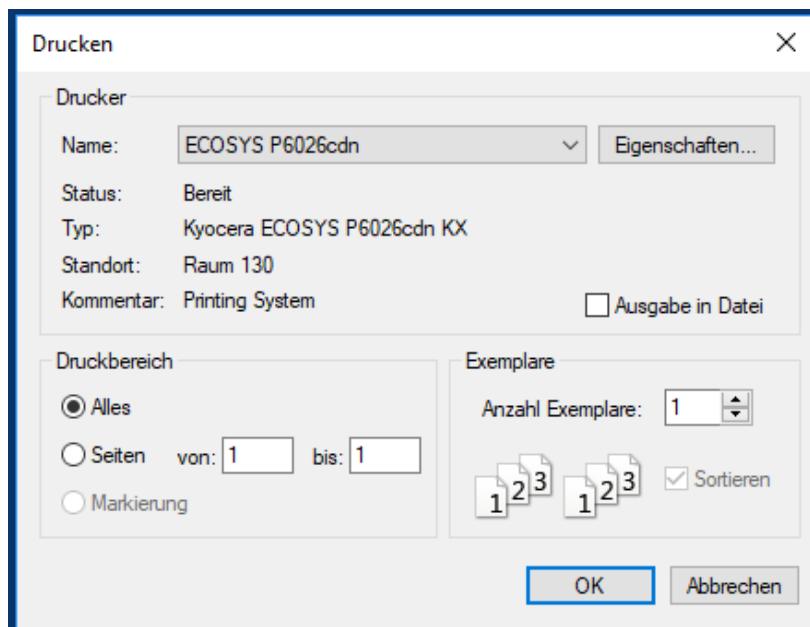 Drucken
Drucker
Name: ECOSYS P6026cdn Eigenschaften...
Status: Bereit
Typ: Kyocera ECOSYS P6026cdn KX
Standort: Raum 130
Kommentar: Printing System Ausgabe in Datei
Druckbereich
Alles
Seiten von: 1 bis: 1
Markierung
Exemplare
Anzahl Exemplare: 1
1 2 3 1 2 3 Sortieren
OK Abbrechen